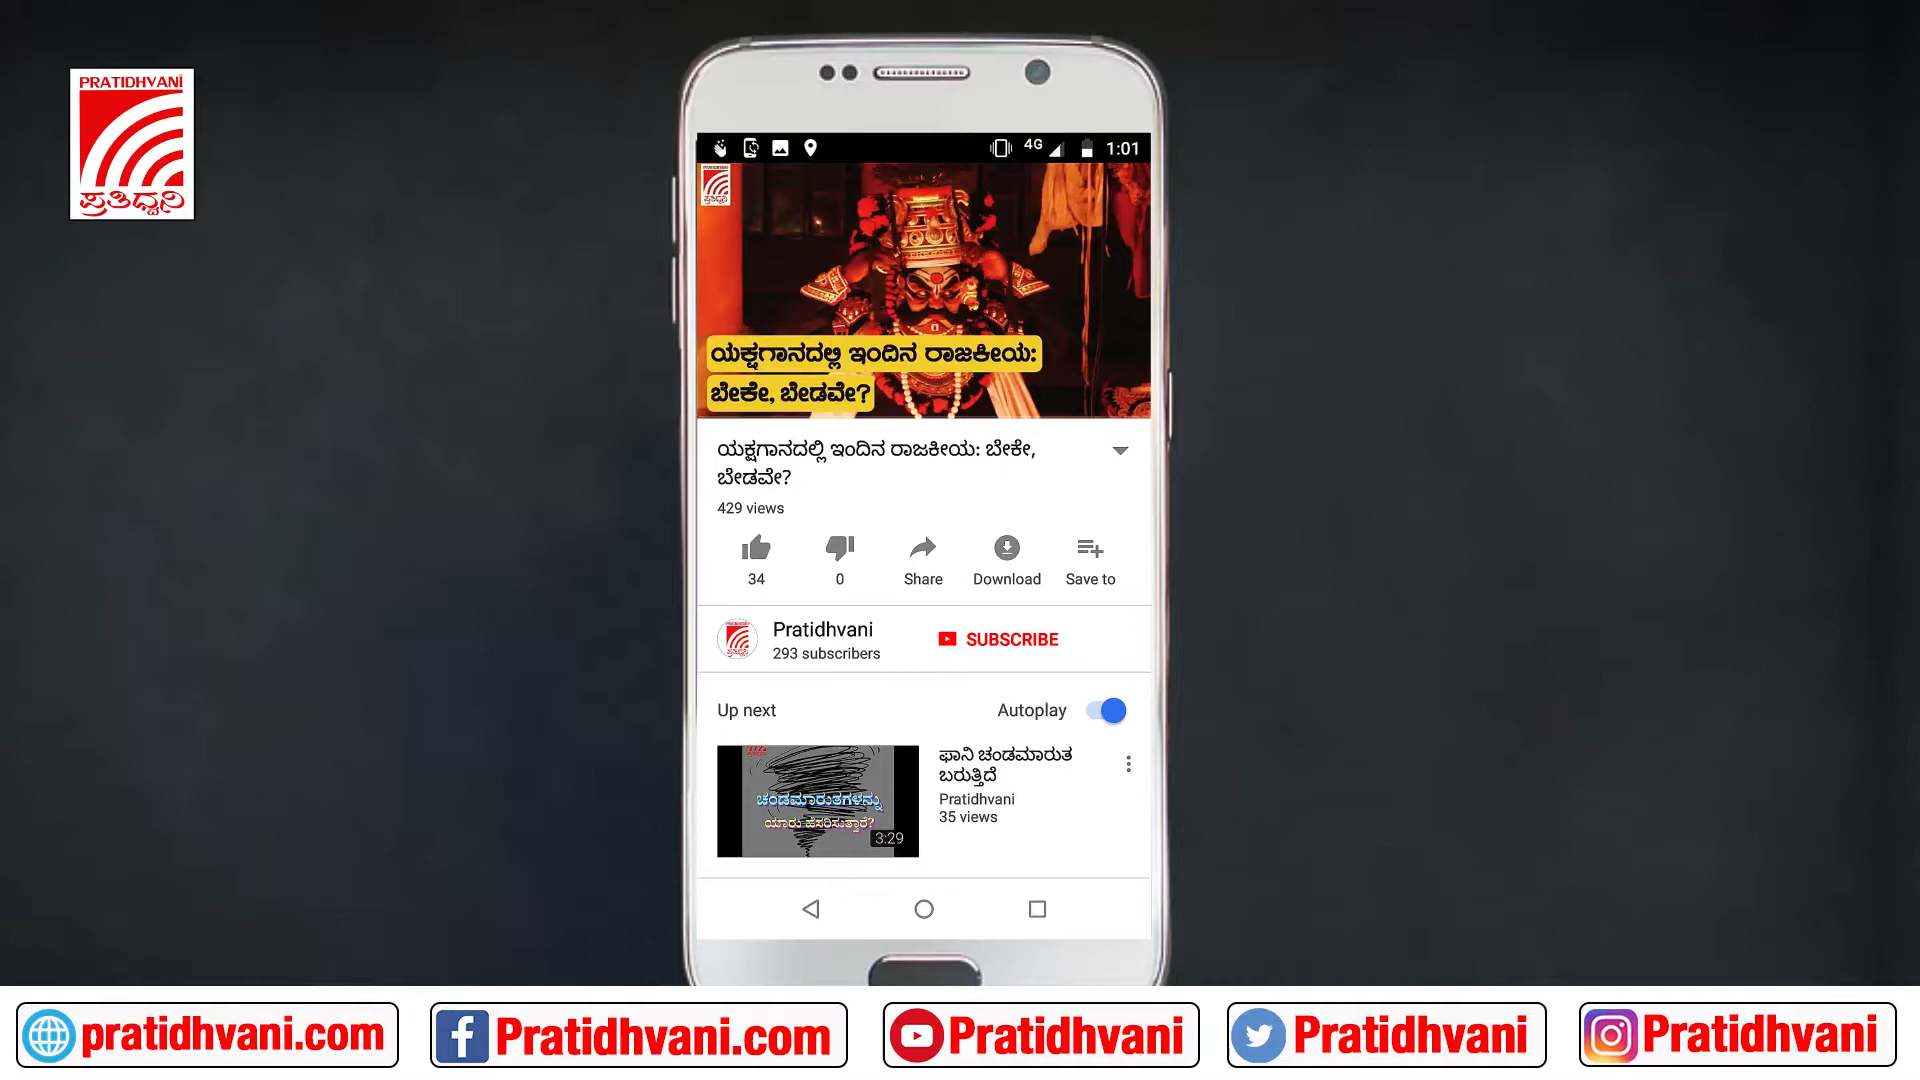 PRATIDHVANI
ಪ್ರತಿಧ್ವನಿ
4G 1:01
ಯಕ್ಷಗಾನದಲ್ಲಿ ಇಂದಿನ ರಾಜಕೀಯ:
ಬೇಕೇ, ಬೇಡವೇ?
ಯಕ್ಷಗಾನದಲ್ಲಿ ಇಂದಿನ ರಾಜಕೀಯ: ಬೇಕೇ,
ಬೇಡವೇ?
429 views
34 0 Share Download Save to
Pratidhvani
293 subscribers
SUBSCRIBE
Up next Autoplay
ಚಂಡಮಾರುತಗಳನ್ನು
ಯಾರು ಹೆಸರಿಸುತ್ತಾರೆ?
3:29
ಫಾನಿ ಚಂಡಮಾರುತ
ಬರುತ್ತಿದೆ
Pratidhvani
35 views
pratidhvani.com Pratidhvani.com Pratidhvani Pratidhvani Pratidhvani